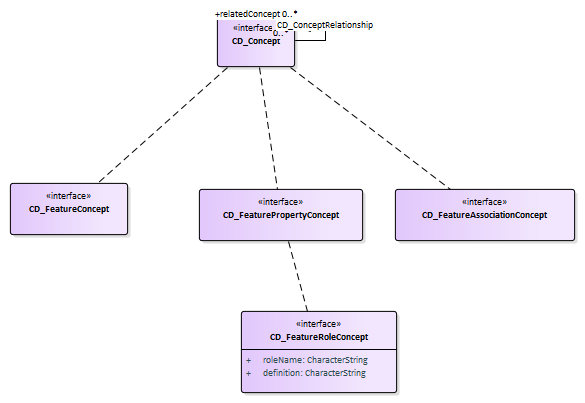 +relatedConcept 0..*
«interface»
CD_ConceptRelationship
0..*
CD_Concept
«interface»
CD_FeatureConcept
«interface»
CD_FeaturePropertyConcept
«interface»
CD_FeatureAssociationConcept
«interface»
CD_FeatureRoleConcept
+ roleName: CharacterString
+ definition: CharacterString